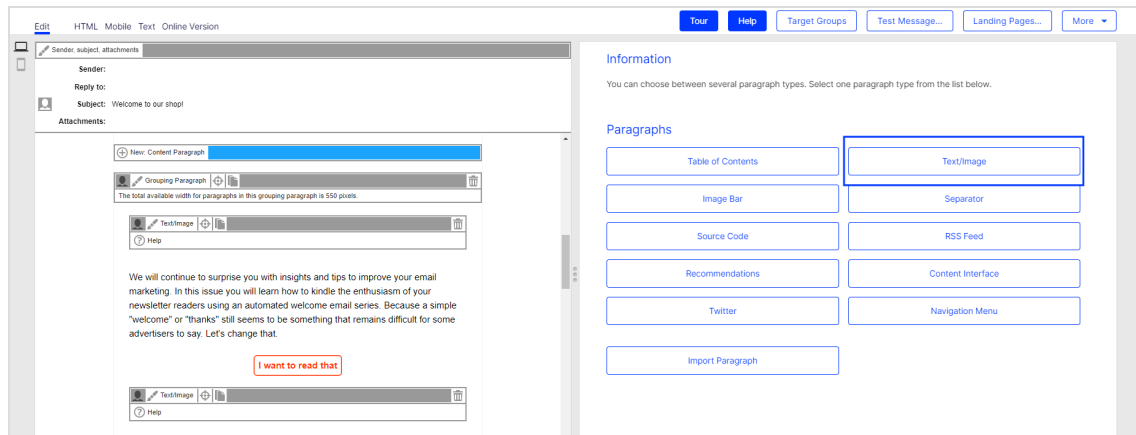 Edit HTML Mobile Text Online Version
Tour Help Target Groups Test Message... Landing Pages... More
Sender, subject, attachments
Sender:
Reply to:
Subject: Welcome to our shop!
Attachments:
New: Content Paragraph
Grouping Paragraph
The total available width for paragraphs in this grouping paragraph is 550 pixels.
Text/Image
Help
We will continue to surprise you with insights and tips to improve your email
marketing. In this issue you will learn how to kindle the enthusiasm of your
newsletter readers using an automated welcome email series. Because a simple
"welcome" or "thanks" still seems to be something that remains difficult for some
advertisers to say. Let's change that.
I want to read that
Text/Image
Help
Information
You can choose between several paragraph types. Select one paragraph type from the list below.
Paragraphs
Table of Contents Text/Image
Image Bar Separator
Source Code RSS Feed
Recommendations Content Interface
Twitter Navigation Menu
Import Paragraph